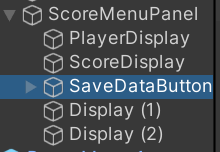 ScoreMenuPanel
PlayerDisplay
ScoreDisplay
SaveDataButton
Display (1)
Display (2)